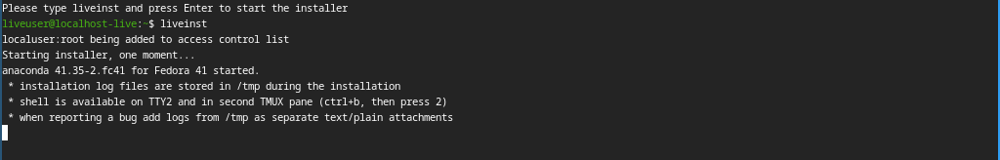 Please type liveinst and press Enter to start the installer
liveuser@localhost-live:~$ liveinst
localuser:root being added to access control list
Starting installer, one moment...
anaconda 41.35-2.fc41 for Fedora 41 started.
* installation log files are stored in /tmp during the installation
* shell is available on TTY2 and in second TMUX pane (ctrl+b, then press 2)
* when reporting a bug add logs from /tmp as separate text/plain attachments